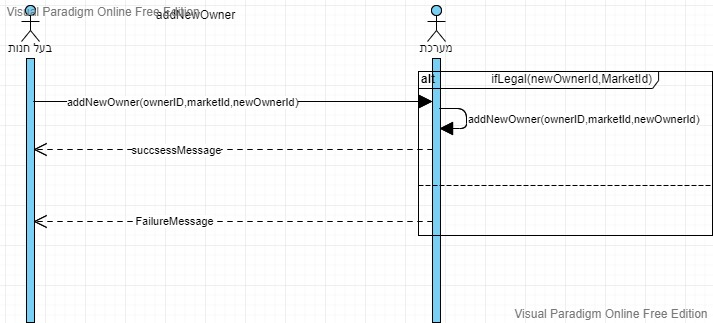 Visual Paradigm Online Free Edition
addNewOwner
בעל חנות
מערכת
alt
ifLegal(newOwnerId,MarketId)
addNewOwner(ownerID,marketId,newOwnerId)
addNewOwner(ownerID,marketId,newOwnerId)
succsessMessage
FailureMessage
Visual Paradigm Online Free Edition